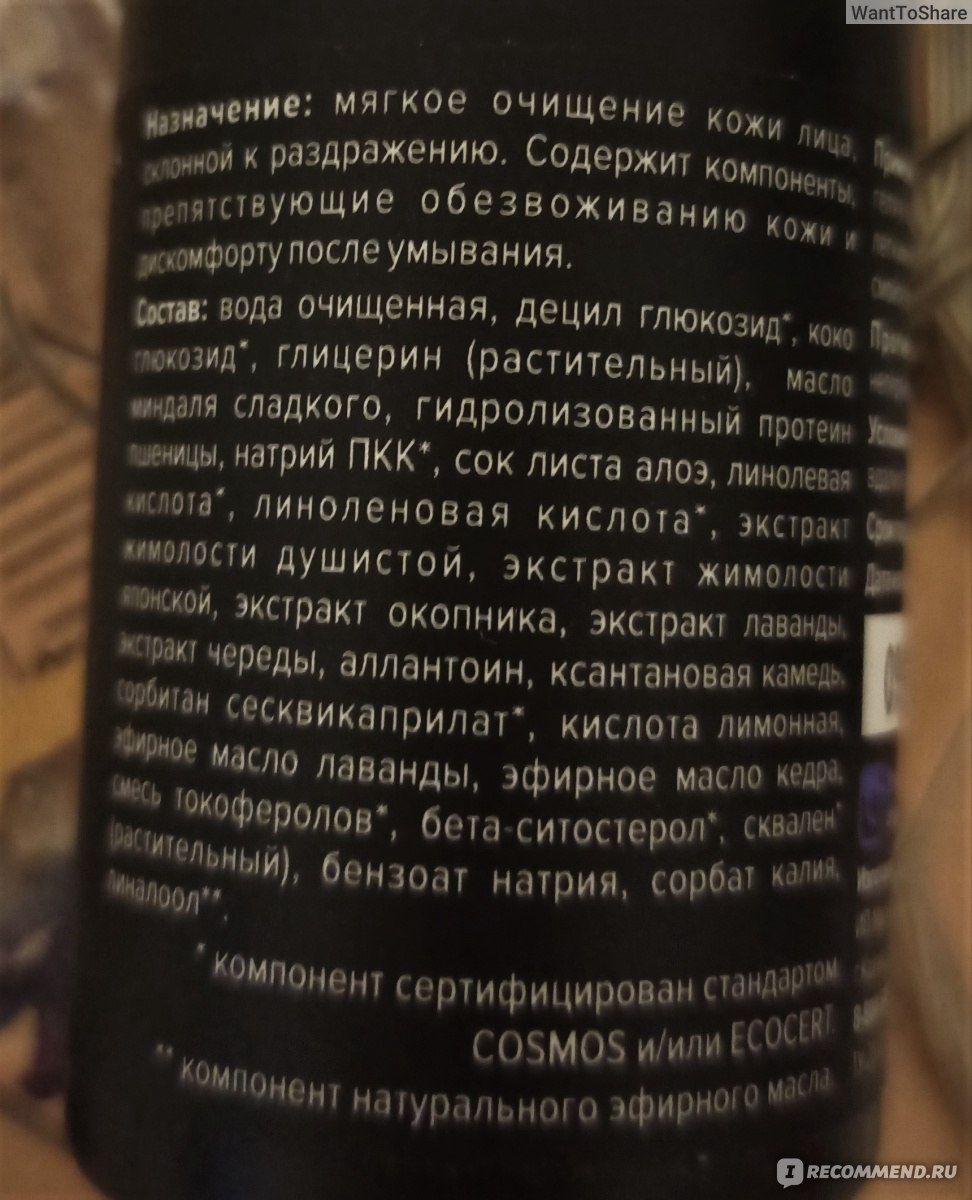 WantToShare
Назначение: мягкое очищение кожи лица,
склонной к раздражению. Содержит компоненты,
препятствующие обезвоживанию кожи и
дискомфорту после умывания.
Состав: вода очищенная, децил глюкозид*, коко
глюкозид*, глицерин (растительный), масло
миндаля сладкого, гидролизованный протеин
пшеницы, натрий ПКК*, сок листа алоэ, линолевая
кислота*, линоленовая кислота*, экстракт
жимолости душистой, экстракт жимолости
японской, экстракт окопника, экстракт лаванды,
экстракт череды, аллантоин, ксантановая камедь,
сорбитан сесквикаприлат*, кислота лимонная,
эфирное масло лаванды, эфирное масло кедра,
смесь токоферолов*, бета-ситостерол*, сквален*
(растительный), бензоат натрия, сорбат калия,
линалоол**.
* компонент сертифицирован стандартом
COSMOS и/или ECOCERT.
** компонент натурального эфирного масла.
IRECOMMEND.RU